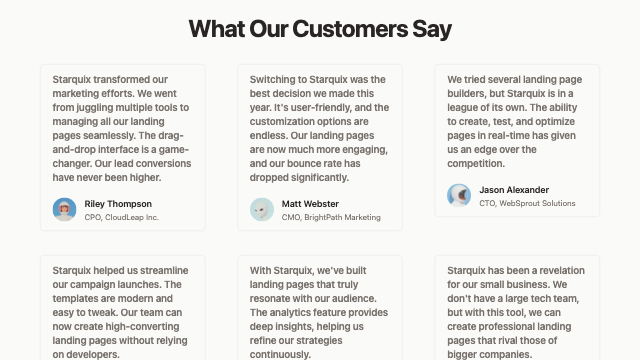 What Our Customers Say
Starquix transformed our
marketing efforts. We went
from juggling multiple tools to
managing all our landing
pages seamlessly. The drag-
and-drop interface is a game-
changer. Our lead conversions
have never been higher.
Riley Thompson
CPO, CloudLeap Inc.
Switching to Starquix was the
best decision we made this
year. It's user-friendly, and the
customization options are
endless. Our landing pages
are now much more engaging,
and our bounce rate has
dropped significantly.
Matt Webster
CMO, BrightPath Marketing
We tried several landing page
builders, but Starquix is in a
league of its own. The ability
to create, test, and optimize
pages in real-time has given
us an edge over the
competition.
Jason Alexander
CTO, WebSprout Solutions
Starquix helped us streamline
our campaign launches. The
templates are modern and
easy to tweak. Our team can
now create high-converting
landing pages without relying
on developers.
With Starquix, we've built
landing pages that truly
resonate with our audience.
The analytics feature provides
deep insights, helping us
refine our strategies
continuously.
Starquix has been a revelation
for our small business. We
don't have a large tech team,
but with this tool, we can
create professional landing
pages that rival those of
bigger companies.